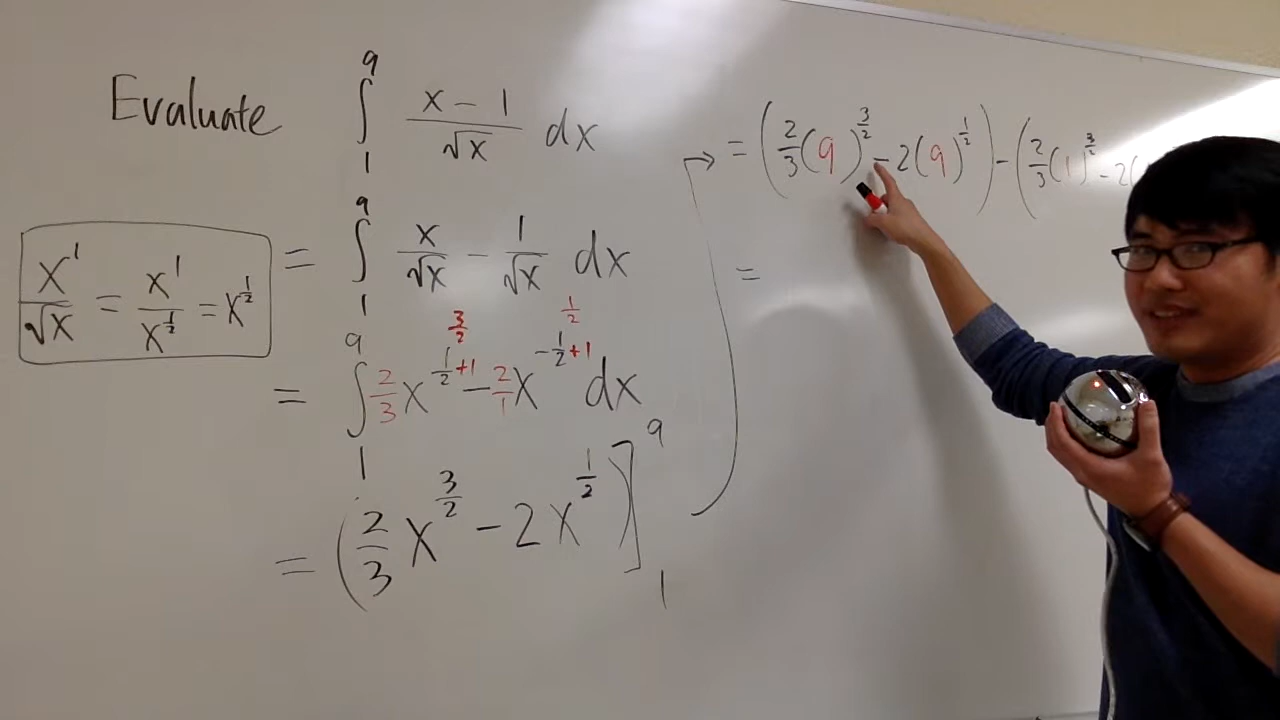 Evaluate ∫₁⁹ (x − 1)/√x dx
= ∫₁⁹ x/√x − 1/√x dx
x¹/√x = x¹/x^(1/2) = x^(1/2)
3/2 1/2
= ∫₁⁹ 2/3 x^(1/2 +1) − 2/1 x^(−1/2 +1) dx
= (2/3 x^(3/2) − 2x^(1/2))]₁⁹
= (2/3 (9)^(3/2) − 2(9)^(1/2)) − (2/3 (1)^(3/2) − 2(
=